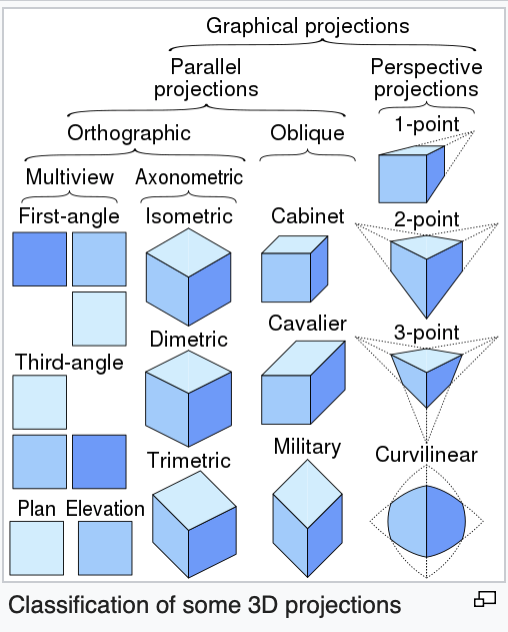 Graphical projections
Parallel
projections
Perspective
projections
Orthographic
Oblique
1-point
Multiview
Axonometric
First-angle
Isometric
Cabinet
2-point
Cavalier
3-point
Dimetric
Third-angle
Military
Curvilinear
Trimetric
Plan
Elevation
Classification of some 3D projections